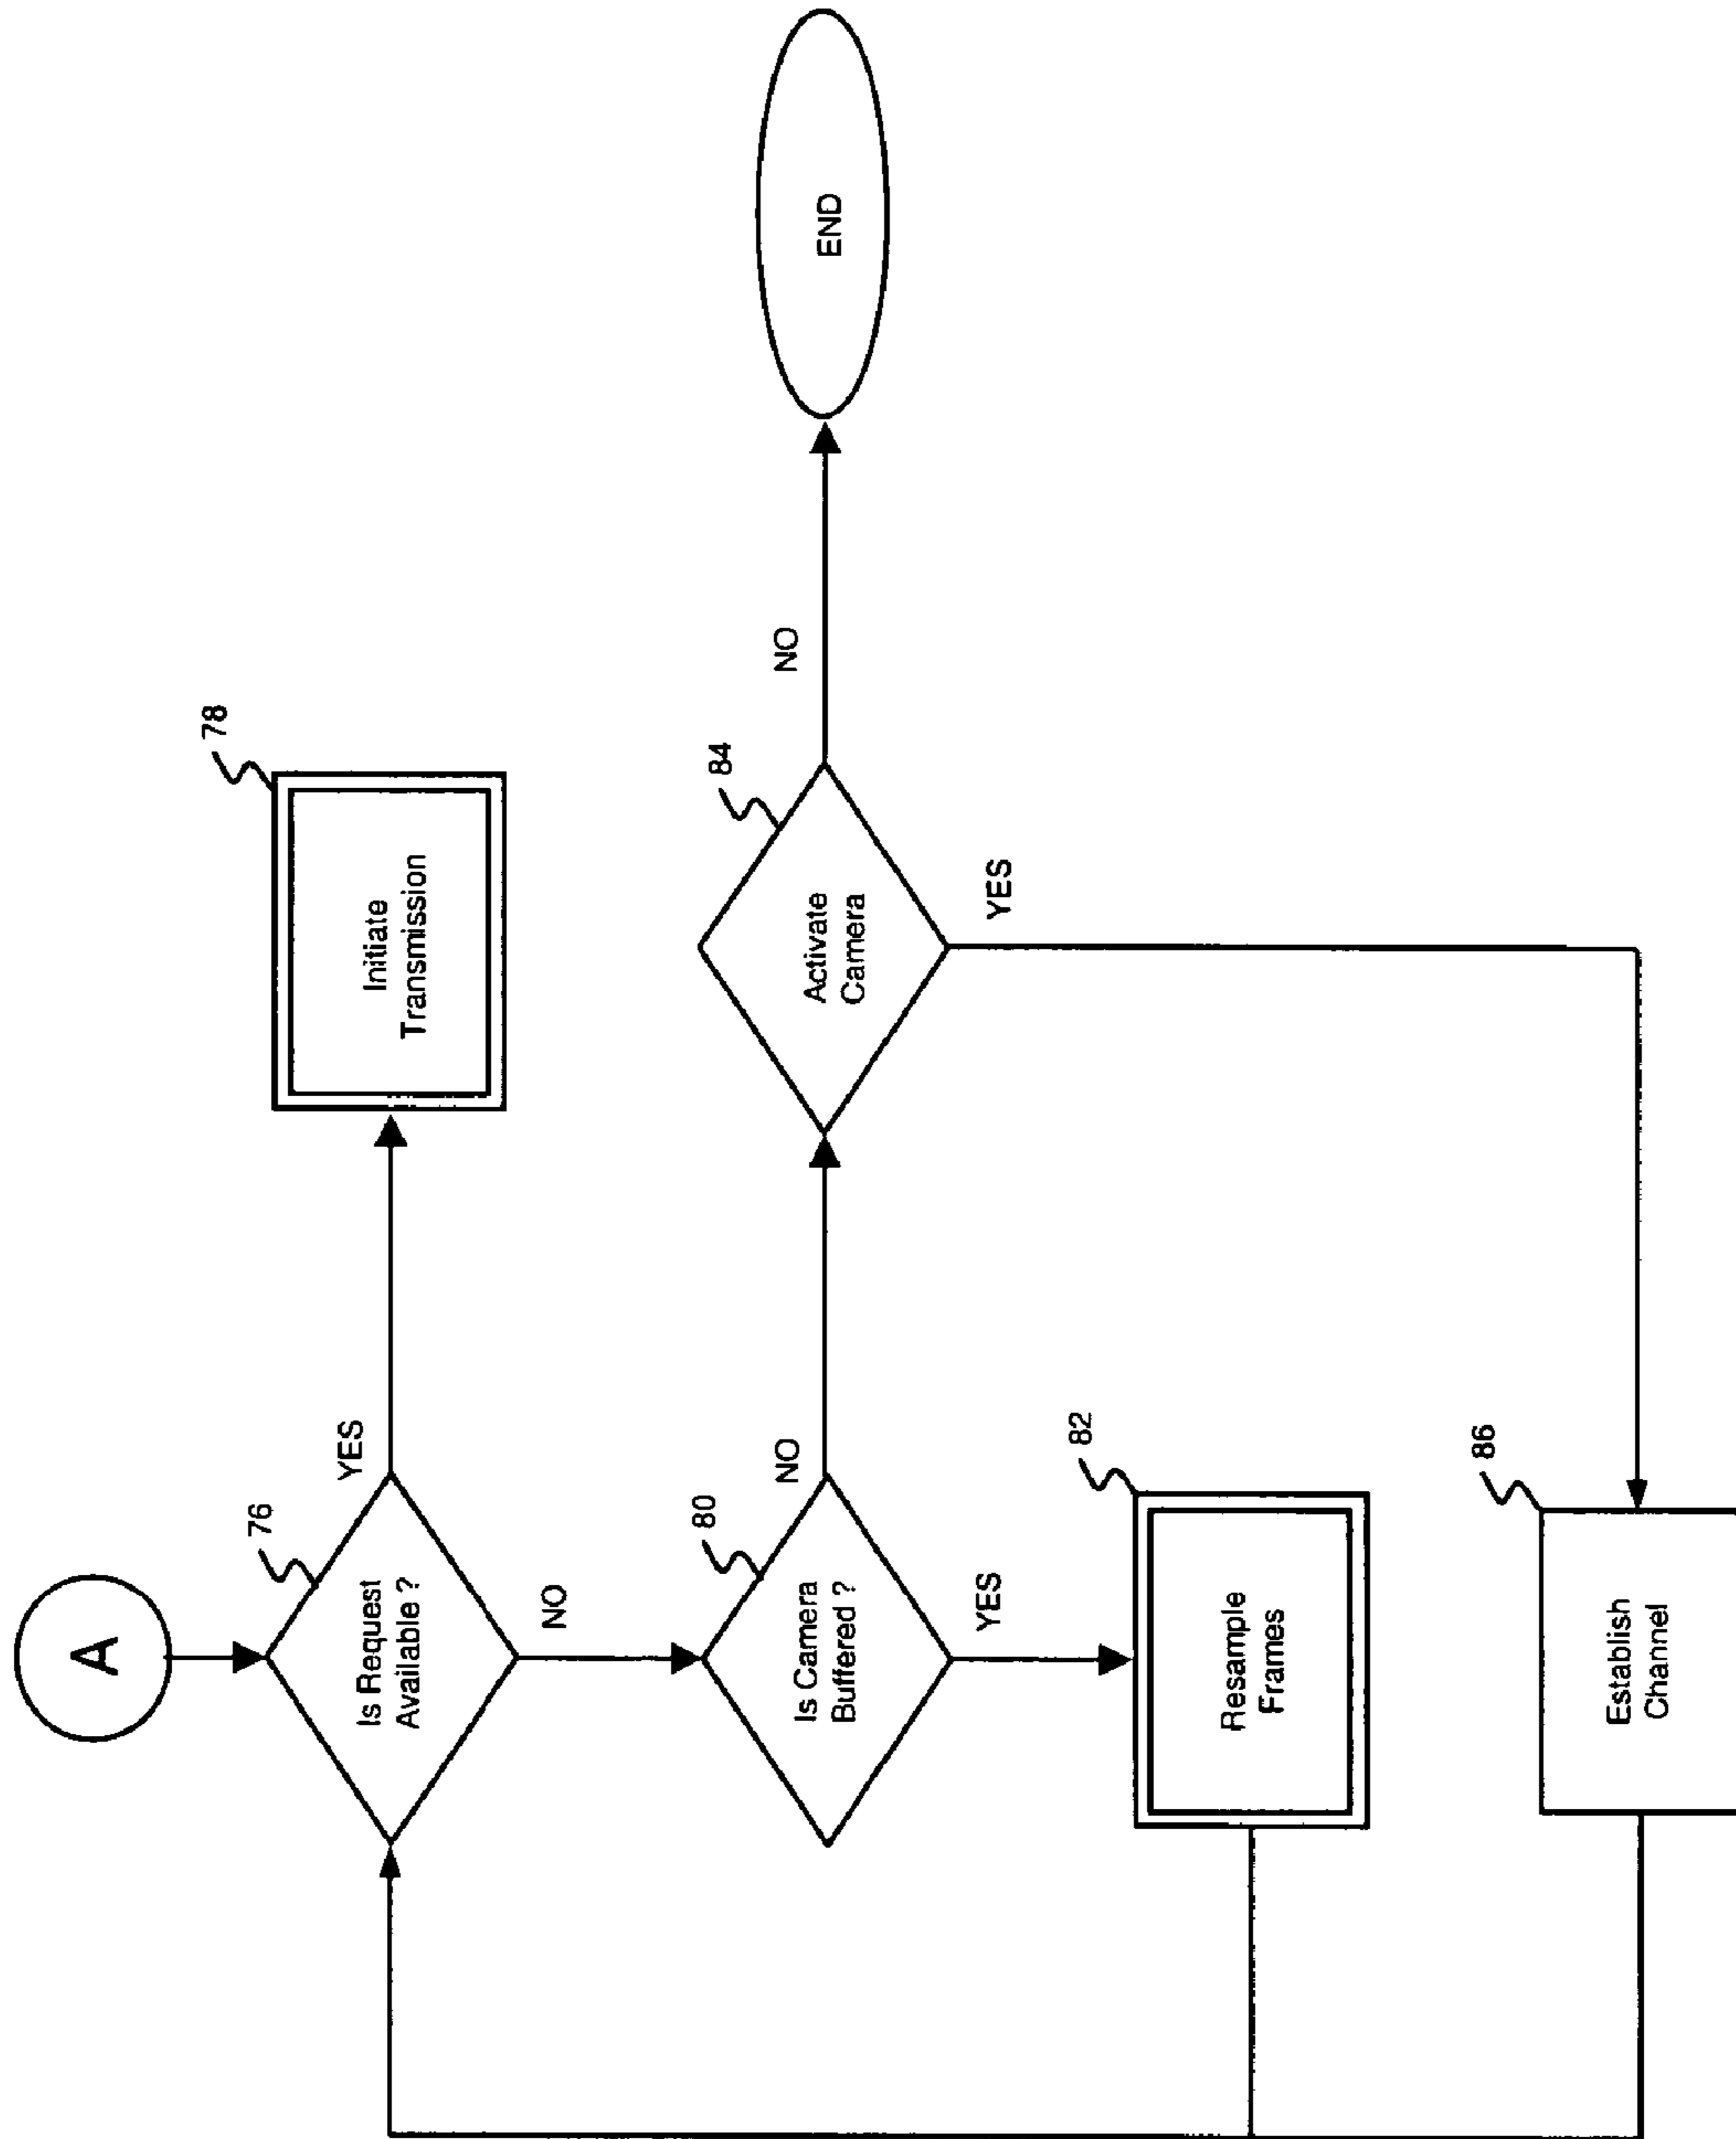 A
76
Is Request
Available ?
YES
78
Initiate
Transmission
NO
80
Is Camera
Buffered ?
NO
84
Activate
Camera
NO
END
YES
82
Resample
Frames
YES
86
Establish
Channel